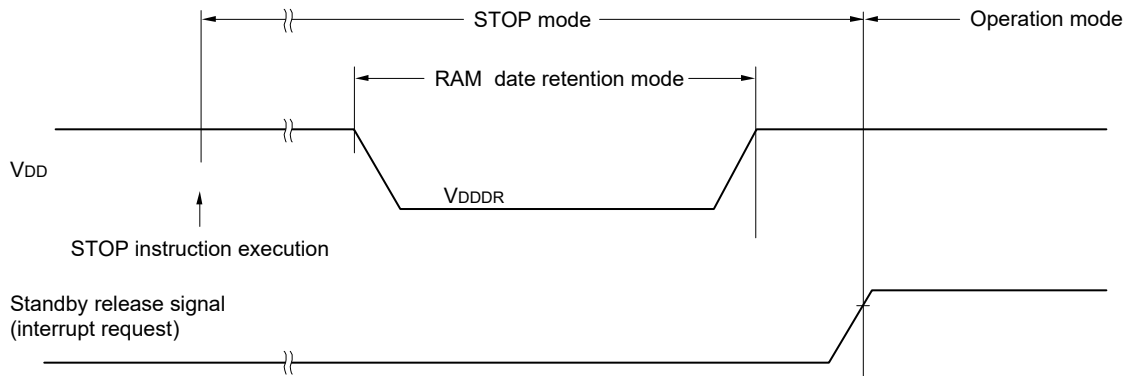 STOP mode
Operation mode
RAM date retention mode
VDD
VDDDR
STOP instruction execution
Standby release signal
(interrupt request)